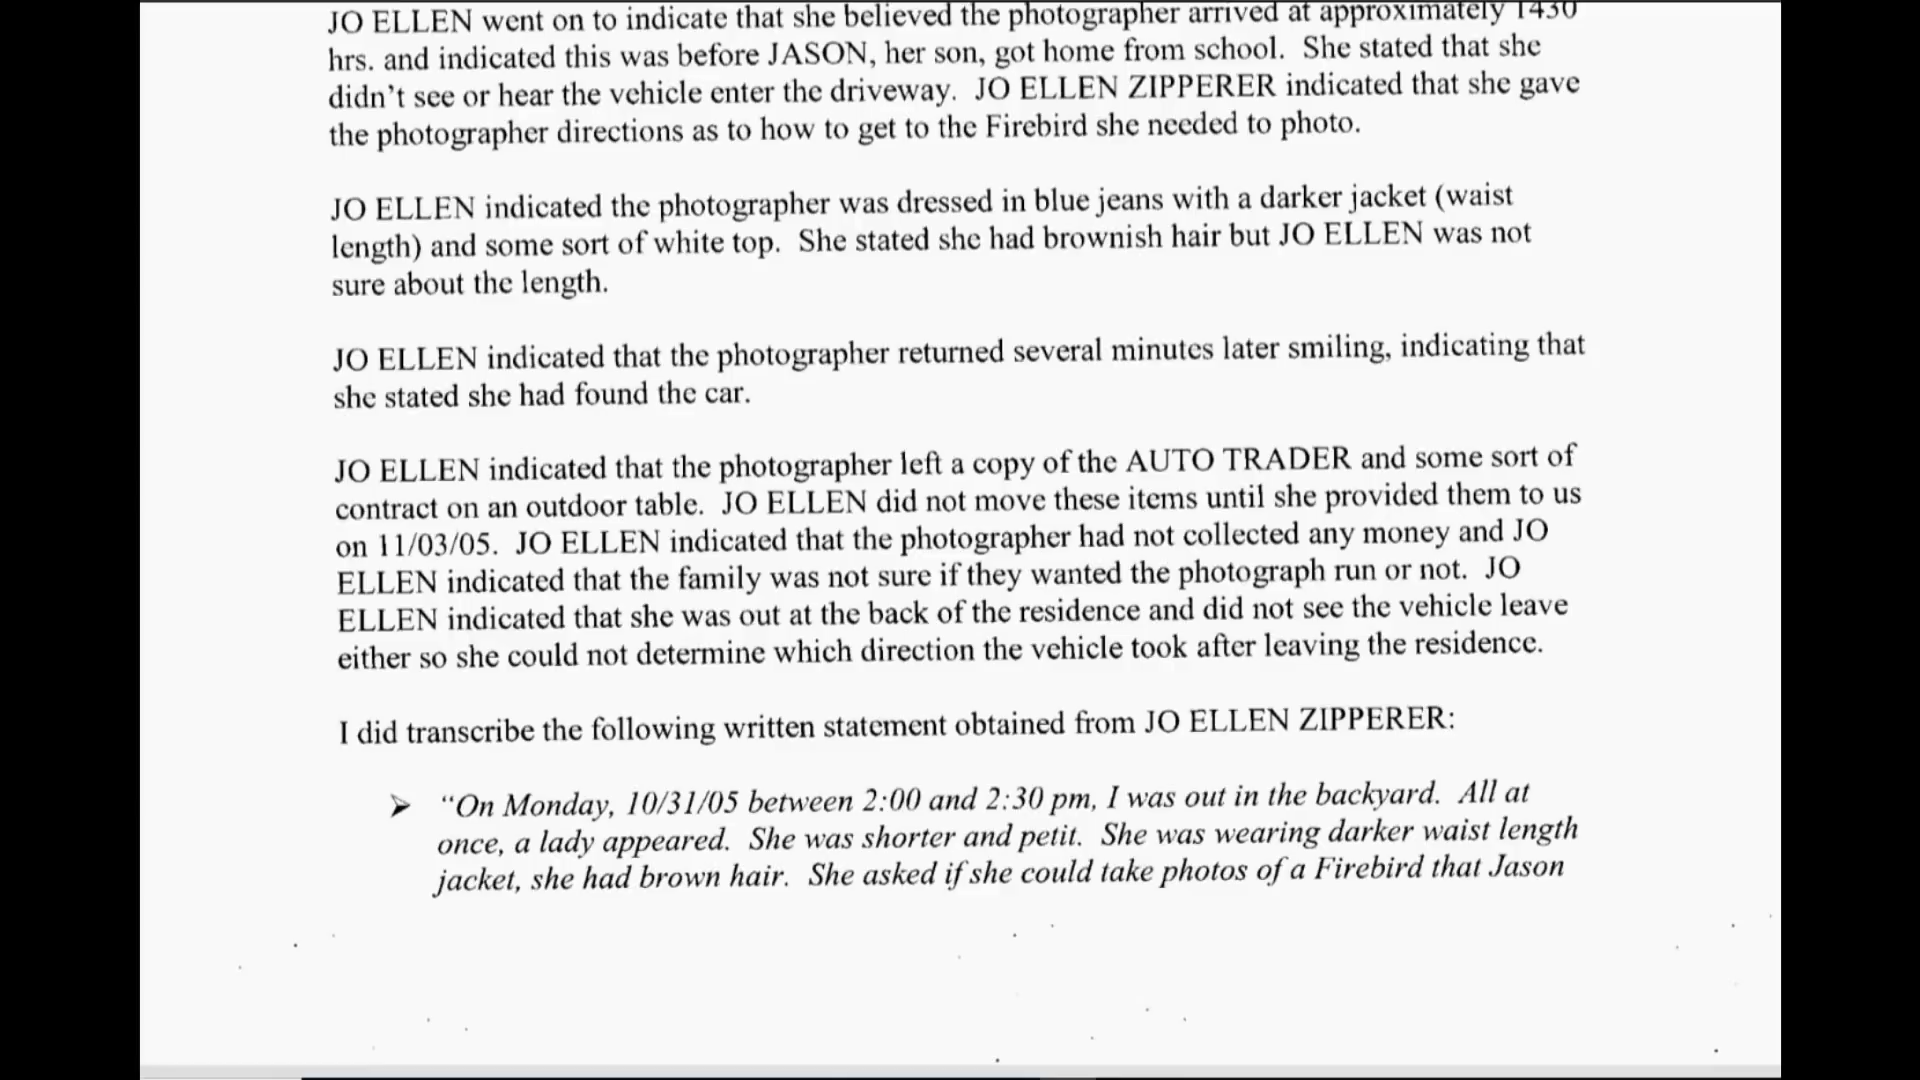 JO ELLEN went on to indicate that she believed the photographer arrived at approximately 1430
hrs. and indicated this was before JASON, her son, got home from school. She stated that she
didn't see or hear the vehicle enter the driveway. JO ELLEN ZIPPERER indicated that she gave
the photographer directions as to how to get to the Firebird she needed to photo.
JO ELLEN indicated the photographer was dressed in blue jeans with a darker jacket (waist
length) and some sort of white top. She stated she had brownish hair but JO ELLEN was not
sure about the length.
JO ELLEN indicated that the photographer returned several minutes later smiling, indicating that
she stated she had found the car.
JO ELLEN indicated that the photographer left a copy of the AUTO TRADER and some sort of
contract on an outdoor table. JO ELLEN did not move these items until she provided them to us
on 11/03/05. JO ELLEN indicated that the photographer had not collected any money and JO
ELLEN indicated that the family was not sure if they wanted the photograph run or not. JO
ELLEN indicated that she was out at the back of the residence and did not see the vehicle leave
either so she could not determine which direction the vehicle took after leaving the residence.
I did transcribe the following written statement obtained from JO ELLEN ZIPPERER:
➢ "On Monday, 10/31/05 between 2:00 and 2:30 pm, I was out in the backyard. All at
once, a lady appeared. She was shorter and petit. She was wearing darker waist length
jacket, she had brown hair. She asked if she could take photos of a Firebird that Jason